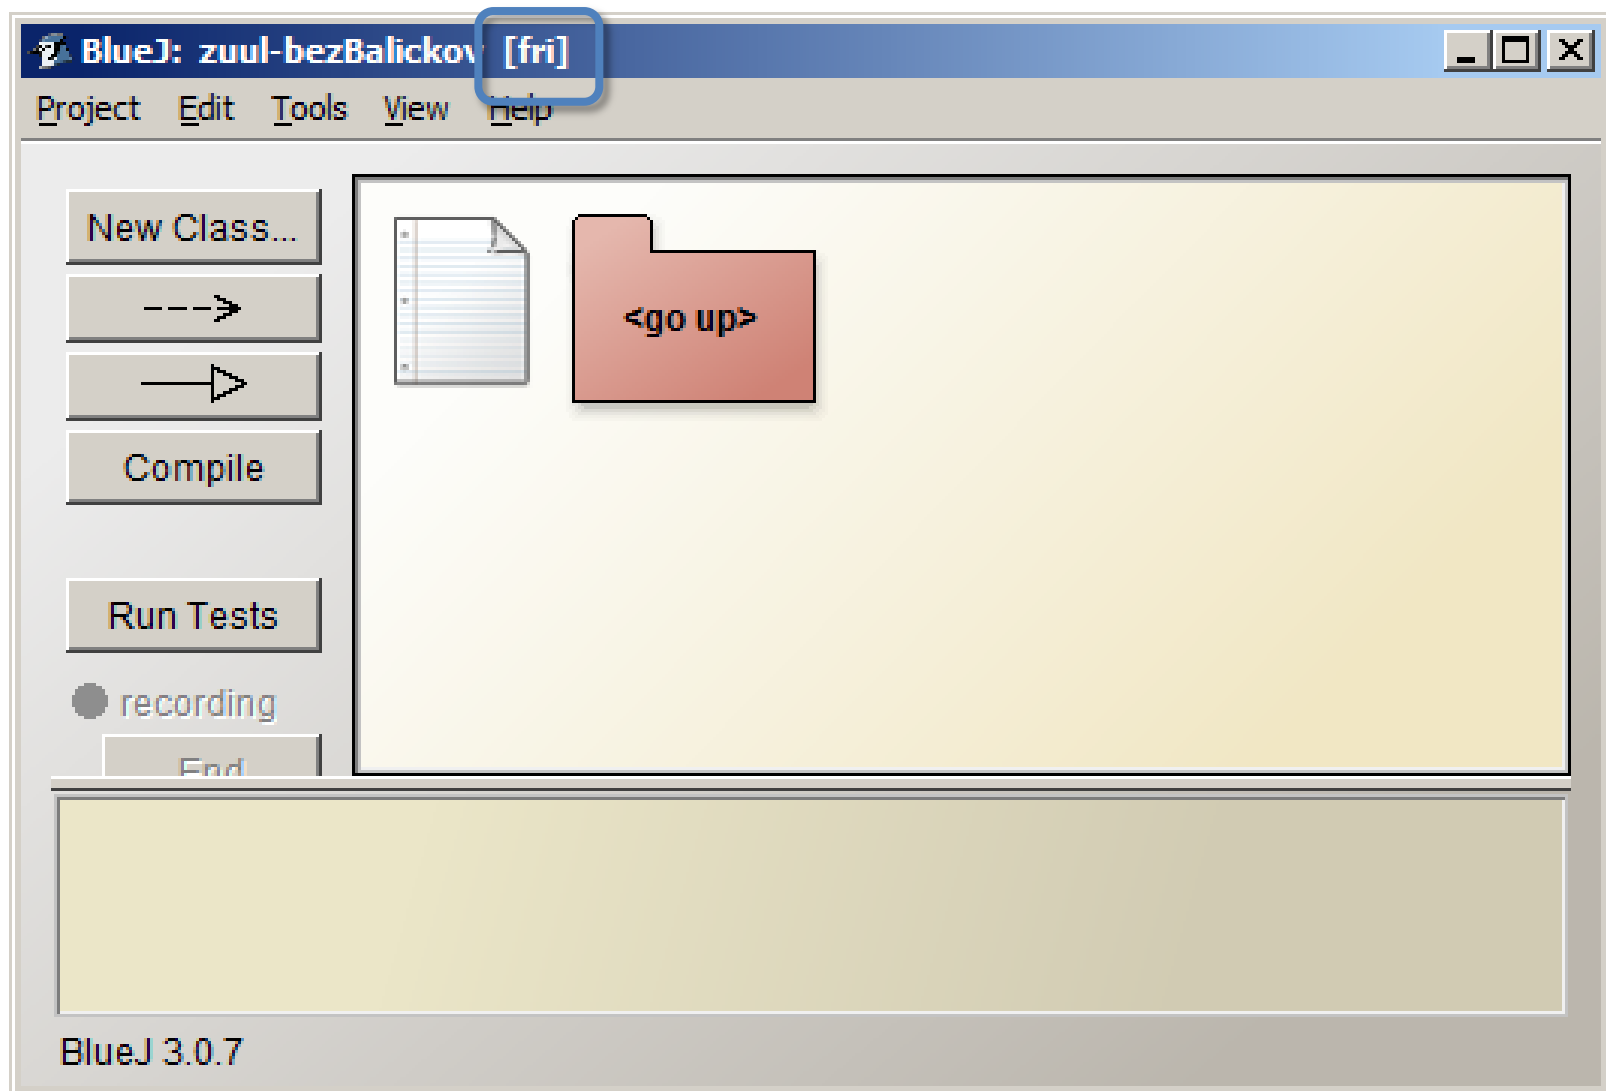 BlueJ: zuul-bezBalickov [fri]
Project Edit Tools View Help
New Class...
<go up>
Compile
Run Tests
recording
End
BlueJ 3.0.7